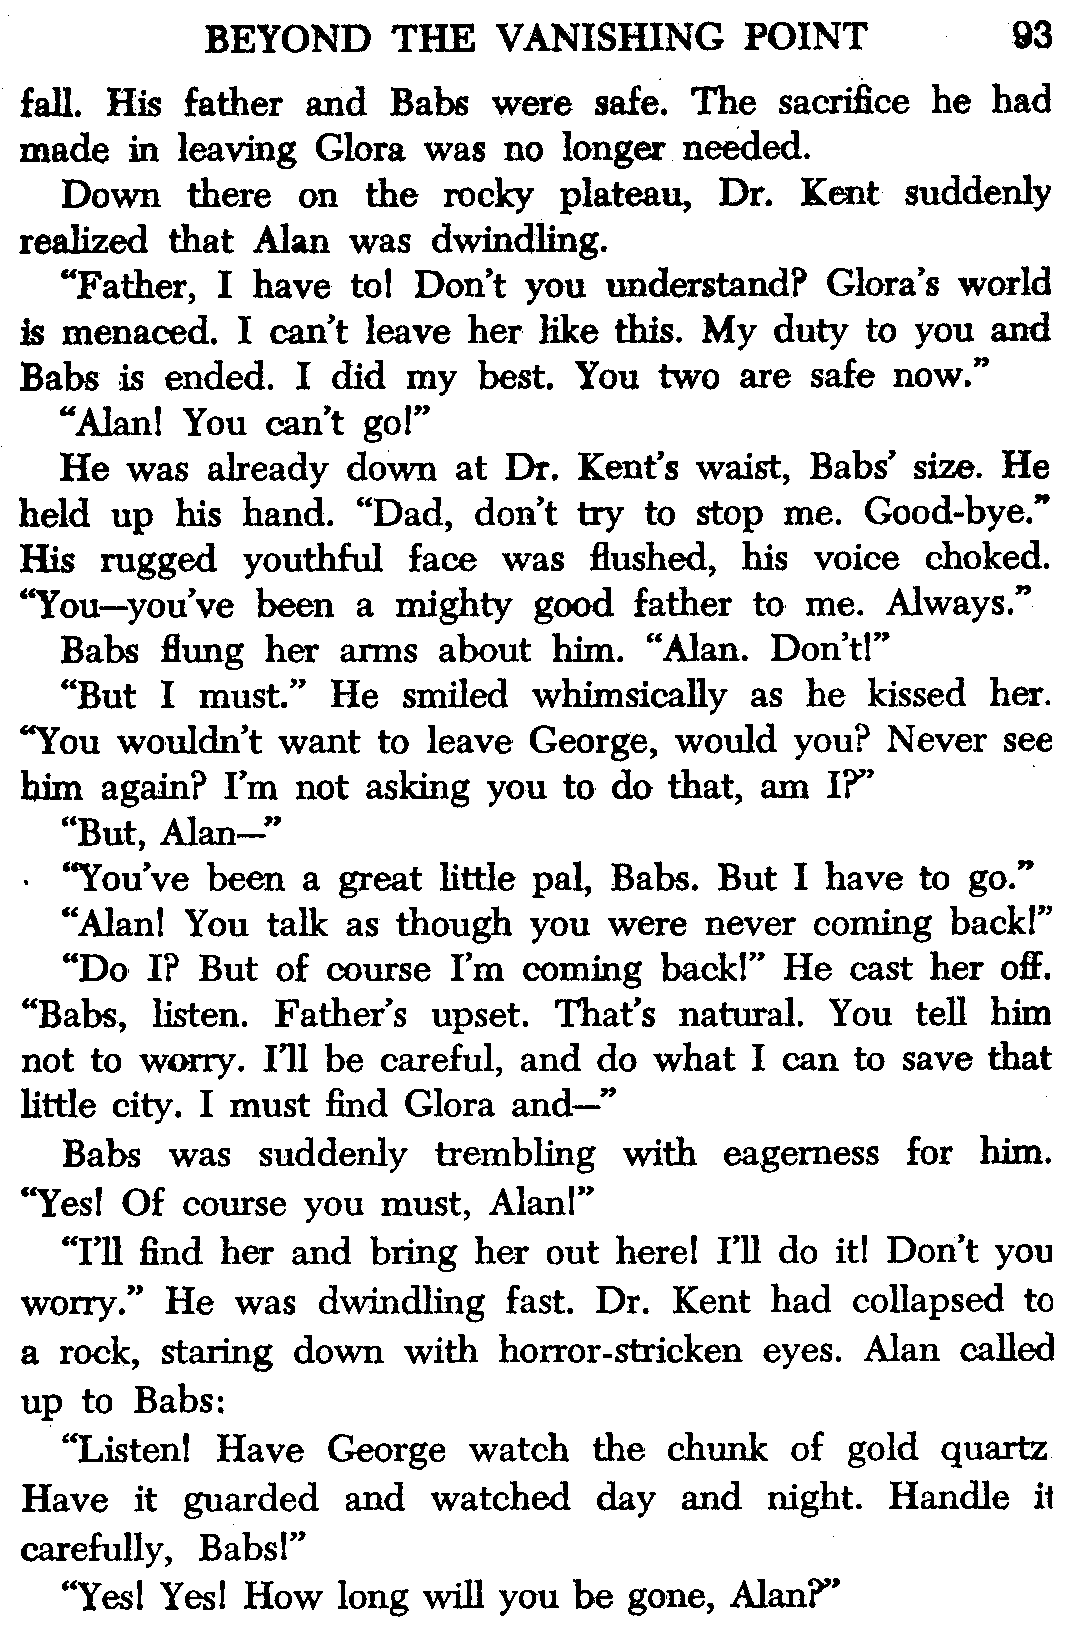 BEYOND THE VANISHING POINT 93
fall. His father and Babs were safe. The sacrifice he had
made in leaving Glora was no longer needed.
Down there on the rocky plateau, Dr. Kent suddenly
realized that Alan was dwindling.
“Father, I have to! Don’t you understand? Glora’s world
is menaced. I can’t leave her like this. My duty to you and
Babs is ended. I did my best. You two are safe now.”
“Alan! You can’t go!”
He was already down at Dr. Kent’s waist, Babs’ size. He
held up his hand. “Dad, don’t try to stop me. Good-bye.”
His rugged youthful face was flushed, his voice choked.
“You—you’ve been a mighty good father to me. Always.”
Babs flung her arms about him. “Alan. Don’t!”
“But I must.” He smiled whimsically as he kissed her.
“You wouldn’t want to leave George, would you? Never see
him again? I’m not asking you to do that, am I?”
“But, Alan—”
“You’ve been a great little pal, Babs. But I have to go.”
“Alan! You talk as though you were never coming back!”
“Do I? But of course I’m coming back!” He cast her off.
“Babs, listen. Father’s upset. That’s natural. You tell him
not to worry. I’ll be careful, and do what I can to save that
little city. I must find Glora and—”
Babs was suddenly trembling with eagerness for him.
“Yes! Of course you must, Alan!”
“I’ll find her and bring her out here! I’ll do it! Don’t you
worry.” He was dwindling fast. Dr. Kent had collapsed to
a rock, staring down with horror-stricken eyes. Alan called
up to Babs:
“Listen! Have George watch the chunk of gold quartz
Have it guarded and watched day and night. Handle it
carefully, Babs!”
“Yes! Yes! How long will you be gone, Alan?”